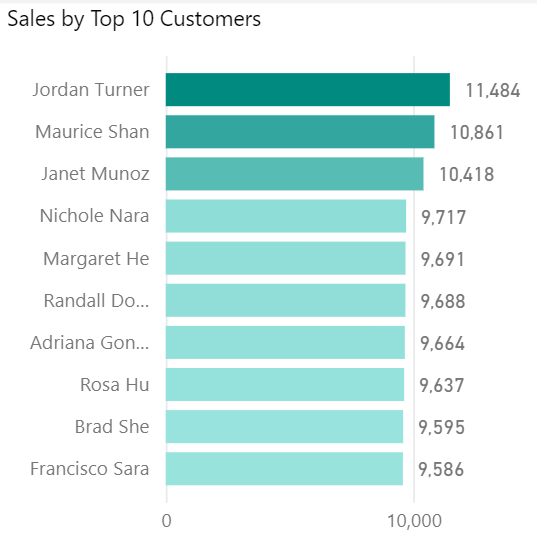 Sales by Top 10 Customers
Jordan Turner 11,484
Maurice Shan 10,861
Janet Munoz 10,418
Nichole Nara 9,717
Margaret He 9,691
Randall Do... 9,688
Adriana Gon... 9,664
Rosa Hu 9,637
Brad She 9,595
Francisco Sara 9,586
0 10,000